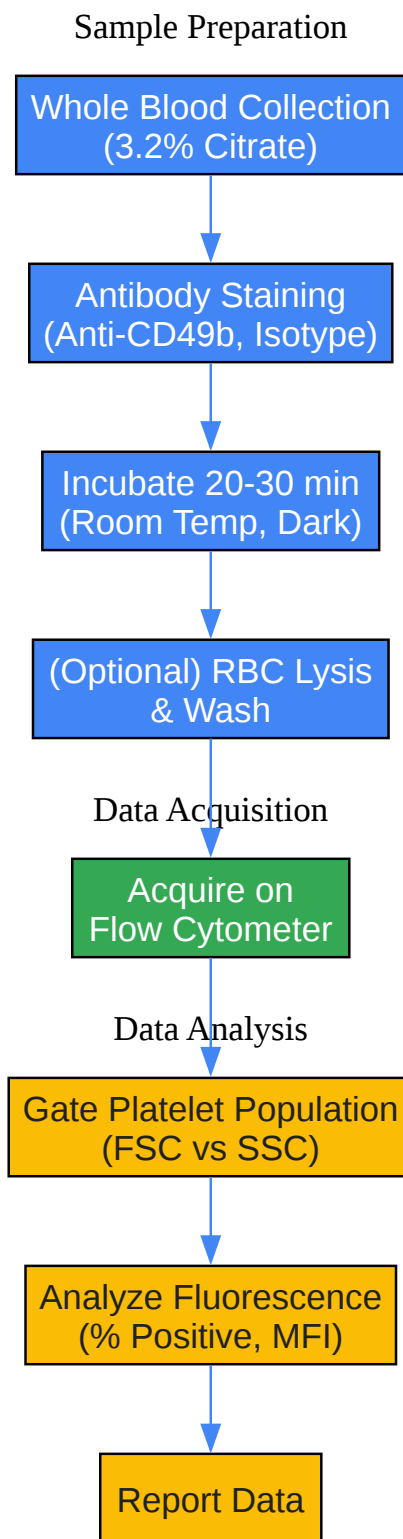 Sample Preparation
Whole Blood Collection
(3.2% Citrate)
Antibody Staining
(Anti-CD49b, Isotype)
Incubate 20-30 min
(Room Temp, Dark)
(Optional) RBC Lysis
& Wash
Data Acquisition
Acquire on
Flow Cytometer
Data Analysis
Gate Platelet Population
(FSC vs SSC)
Analyze Fluorescence
(% Positive, MFI)
Report Data